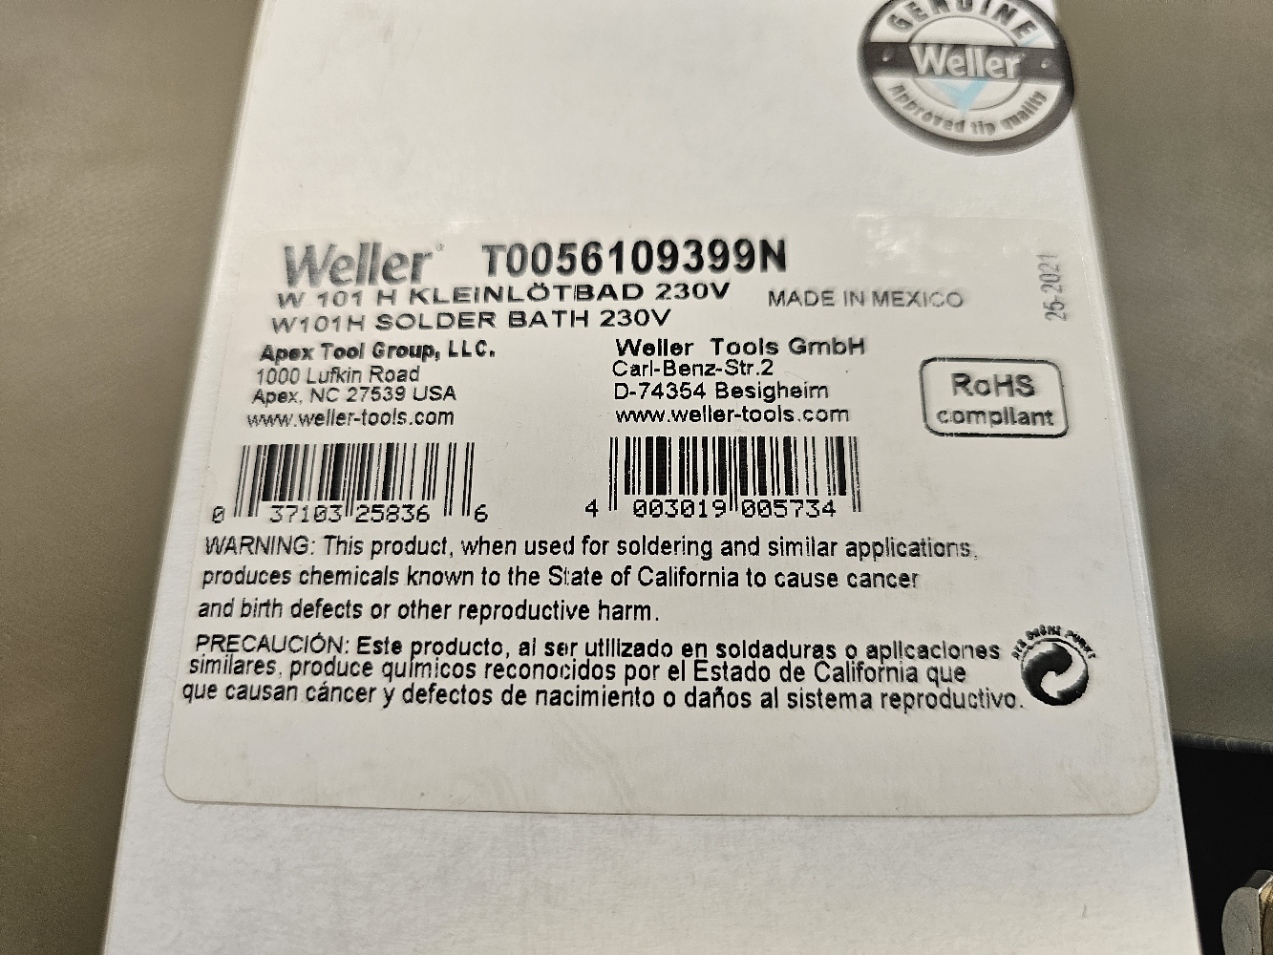 GENUINE
Weller
Approved tip quality
Weller® T0056109399N
W 101 H KLEINLÖTBAD 230V MADE IN MEXICO
W101H SOLDER BATH 230V
25-2021
Apex Tool Group, LLC.
1000 Lufkin Road
Apex, NC 27539 USA
www.weller-tools.com
Weller Tools GmbH
Carl-Benz-Str.2
D-74354 Besigheim
www.weller-tools.com
RoHS
compliant
0 37103 25836 6
4 003019 005734
WARNING: This product, when used for soldering and similar applications,
produces chemicals known to the State of California to cause cancer
and birth defects or other reproductive harm.
PRECAUCIÓN: Este producto, al ser utilizado en soldaduras o aplicaciones
similares, produce químicos reconocidos por el Estado de California que
que causan cáncer y defectos de nacimiento o daños al sistema reproductivo.
DER GRÜNE PUNKT